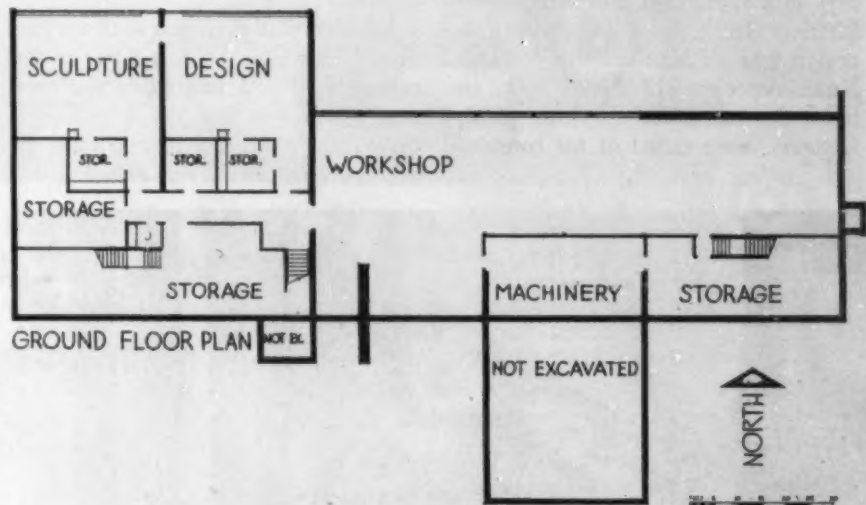 SCULPTURE
DESIGN
STOR.
STOR.
STOR.
WORKSHOP
STORAGE
J
STORAGE
MACHINERY
STORAGE
GROUND FLOOR PLAN
NOT EX.
NOT EXCAVATED
NORTH